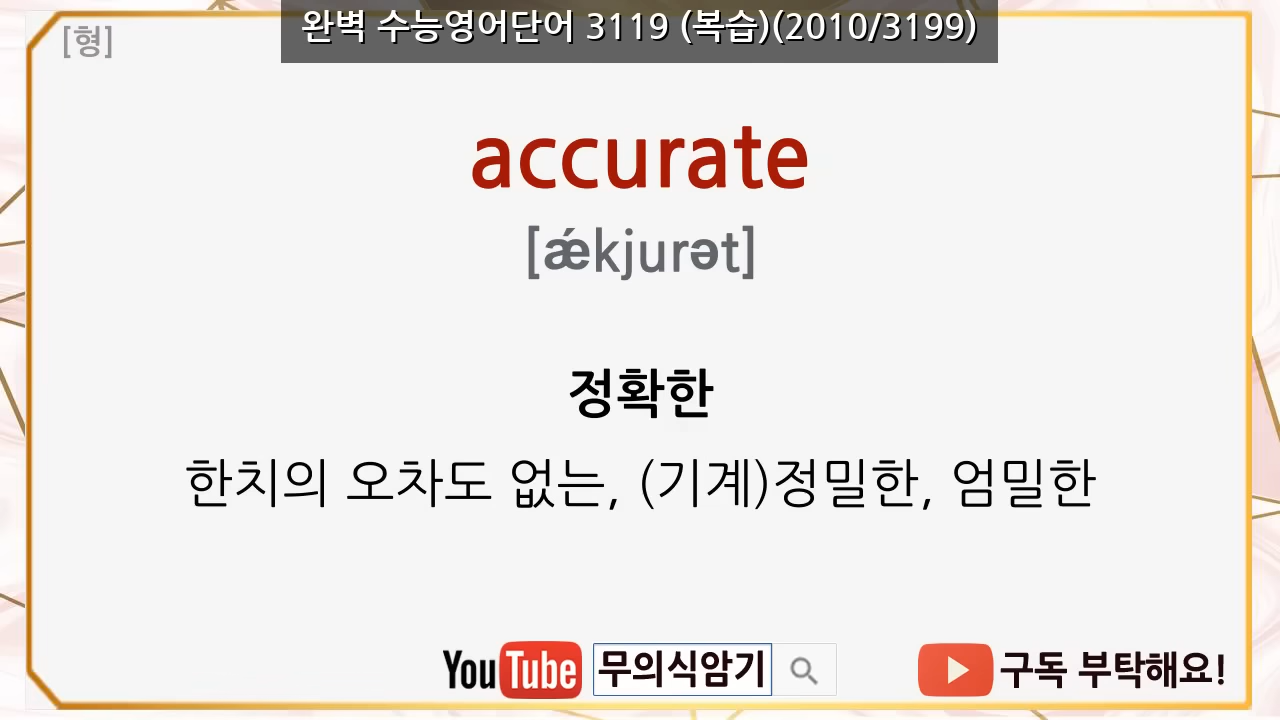 완벽 수능영어단어 3119 (복습)(2010/3199)
[형]
accurate
[ǽkjurət]
정확한
한치의 오차도 없는, (기계)정밀한, 엄밀한
YouTube 무의식암기 구독 부탁해요!